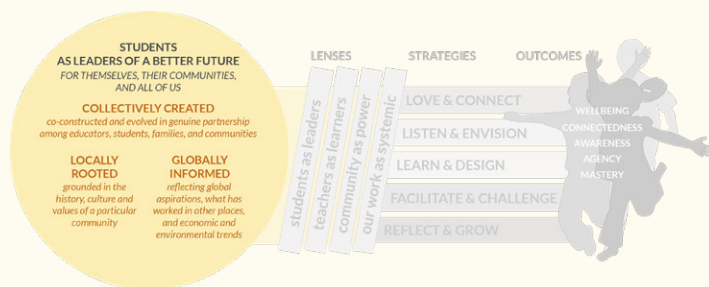 STUDENTS
AS LEADERS OF A BETTER FUTURE
FOR THEMSELVES, THEIR COMMUNITIES,
AND ALL OF US
COLLECTIVELY CREATED
co-constructed and evolved in genuine partnership
among educators, students, families, and communities
LOCALLY
ROOTED
grounded in the
history, culture and
values of a particular
community
GLOBALLY
INFORMED
reflecting global
aspirations, what has
worked in other places,
and economic and
environmental trends
LENSES
students as leaders
teachers as learners
community as power
our work as systemic
STRATEGIES
LOVE & CONNECT
LISTEN & ENVISION
LEARN & DESIGN
FACILITATE & CHALLENGE
REFLECT & GROW
OUTCOMES
WELLBEING
CONNECTEDNESS
AWARENESS
AGENCY
MASTERY